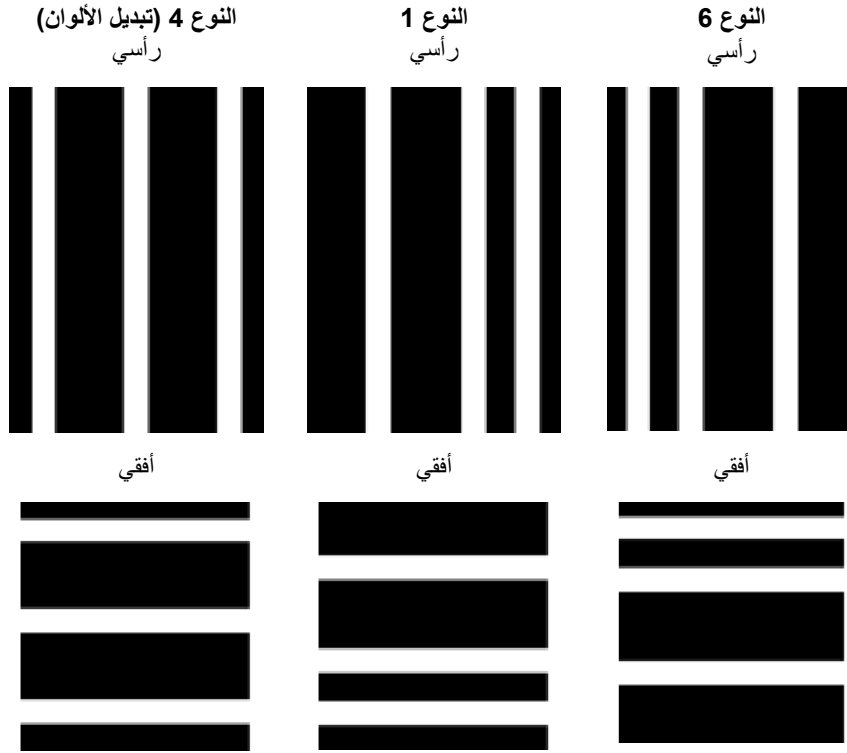 النوع 6
رأسي
النوع 1
رأسي
النوع 4 (تبديل الألوان)
رأسي
أفقي
أفقي
أفقي